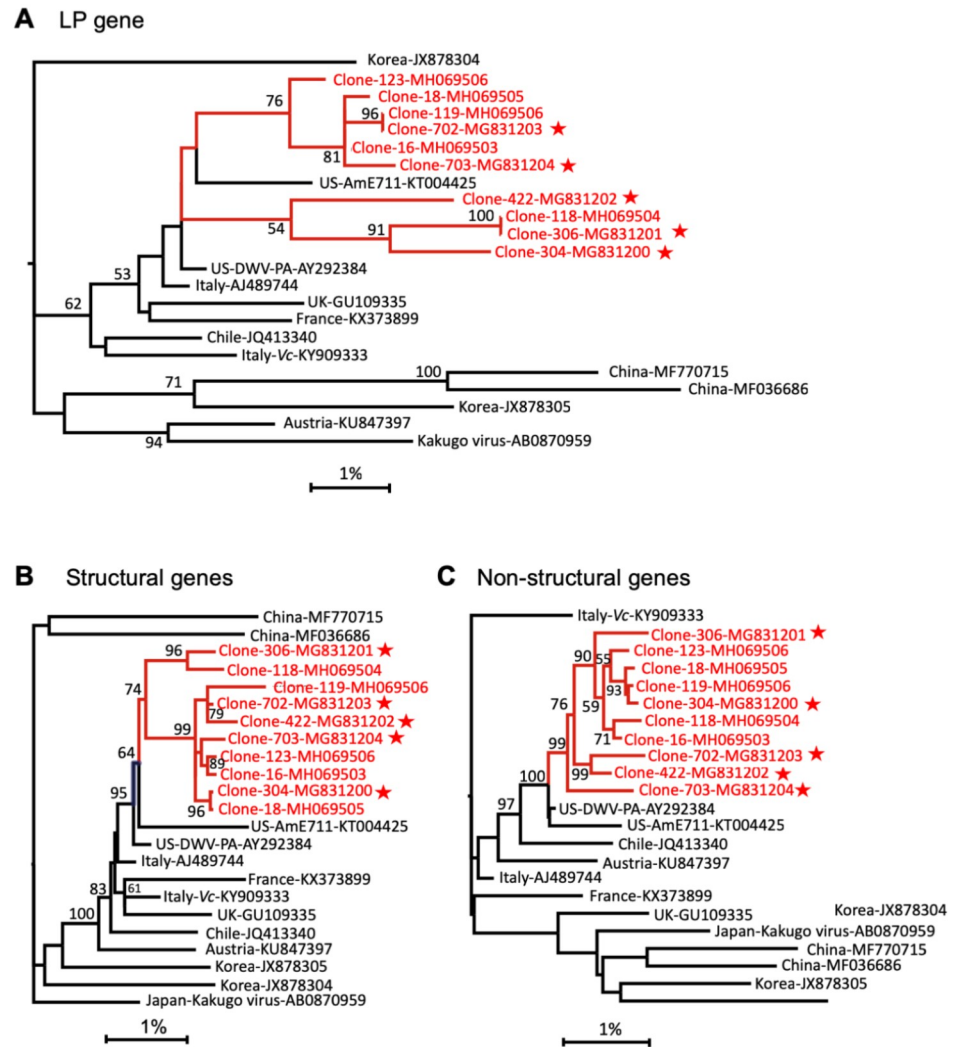 A LP gene
Korea-JX878304
Clone-123-MH069506
76
Clone-18-MH069505
96
Clone-119-MH069506
Clone-702-MG831203
Clone-16-MH069503
81
Clone-703-MG831204
US-AmE711-KT004425
Clone-422-MG831202
54
100
Clone-118-MH069504
91
Clone-306-MG831201
Clone-304-MG831200
US-DWV-PA-AY292384
53
Italy-AJ489744
62
UK-GU109335
France-KX373899
Chile-JQ413340
Italy-Vc-KY909333
100
China-MF770715
71
China-MF036686
Korea-JX878305
Austria-KU847397
94
Kakugo virus-AB0870959
1%
B Structural genes
China-MF770715
China-MF036686
96
Clone-306-MG831201
Clone-118-MH069504
74
Clone-119-MH069506
Clone-702-MG831203
79
Clone-422-MG831202
99
Clone-703-MG831204
64
Clone-123-MH069506
89
Clone-16-MH069503
Clone-304-MG831200
95
96
Clone-18-MH069505
US-AmE711-KT004425
US-DWV-PA-AY292384
Italy-AJ489744
France-KX373899
83
61
Italy-Vc-KY909333
100
UK-GU109335
Chile-JQ413340
Austria-KU847397
Korea-JX878305
Korea-JX878304
Japan-Kakugo virus-AB0870959
1%
C Non-structural genes
Italy-Vc-KY909333
Clone-306-MG831201
Clone-123-MH069506
90
55
Clone-18-MH069505
93
Clone-119-MH069506
76
59
Clone-304-MG831200
Clone-118-MH069504
71
Clone-16-MH069503
99
Clone-702-MG831203
99
Clone-422-MG831202
100
Clone-703-MG831204
97
US-DWV-PA-AY292384
US-AmE711-KT004425
Chile-JQ413340
Austria-KU847397
Italy-AJ489744
France-KX373899
UK-GU109335
Korea-JX878304
Japan-Kakugo virus-AB0870959
China-MF770715
China-MF036686
Korea-JX878305
1%